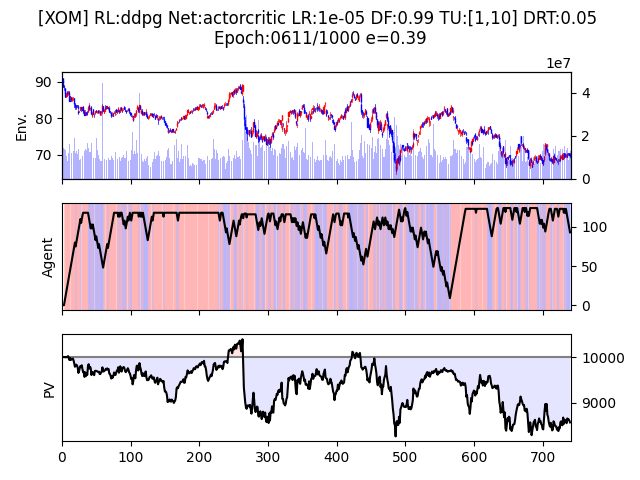 [XOM] RL:ddpg Net:actorcritic LR:1e-05 DF:0.99 TU:[1,10] DRT:0.05
Epoch:0611/1000 e=0.39
1e7
90
80
70
Env.
4
2
0
Agent
100
50
0
PV
10000
9000
0 100 200 300 400 500 600 700